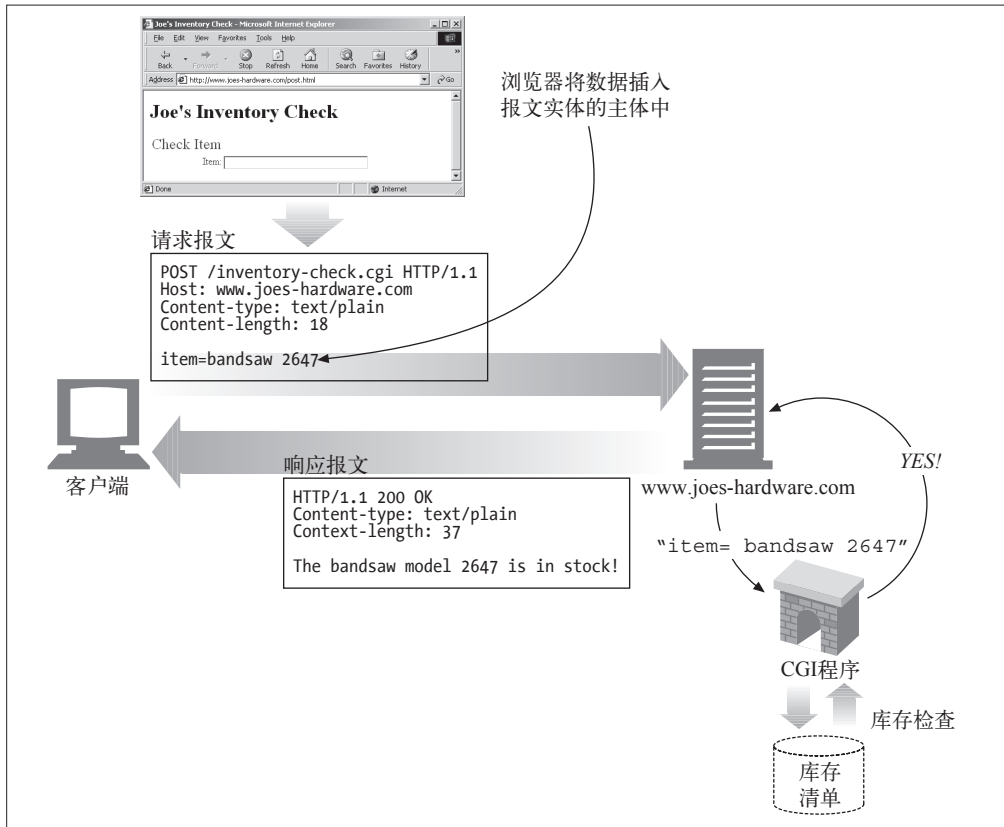 Joe's Inventory Check - Microsoft Internet Explorer
File Edit View Favorites Tools Help
Back Forward Stop Refresh Home Search Favorites History
Address http://www.joes-hardware.com/post.html Go
Joe's Inventory Check
Check Item
Item:
Done Internet
浏览器将数据插入
报文实体的主体中
请求报文
POST /inventory-check.cgi HTTP/1.1
Host: www.joes-hardware.com
Content-type: text/plain
Content-length: 18
item=bandsaw 2647
客户端
响应报文
HTTP/1.1 200 OK
Content-type: text/plain
Context-length: 37
The bandsaw model 2647 is in stock!
www.joes-hardware.com
YES!
"item= bandsaw 2647”
CGI程序
库存检查
库存
清单